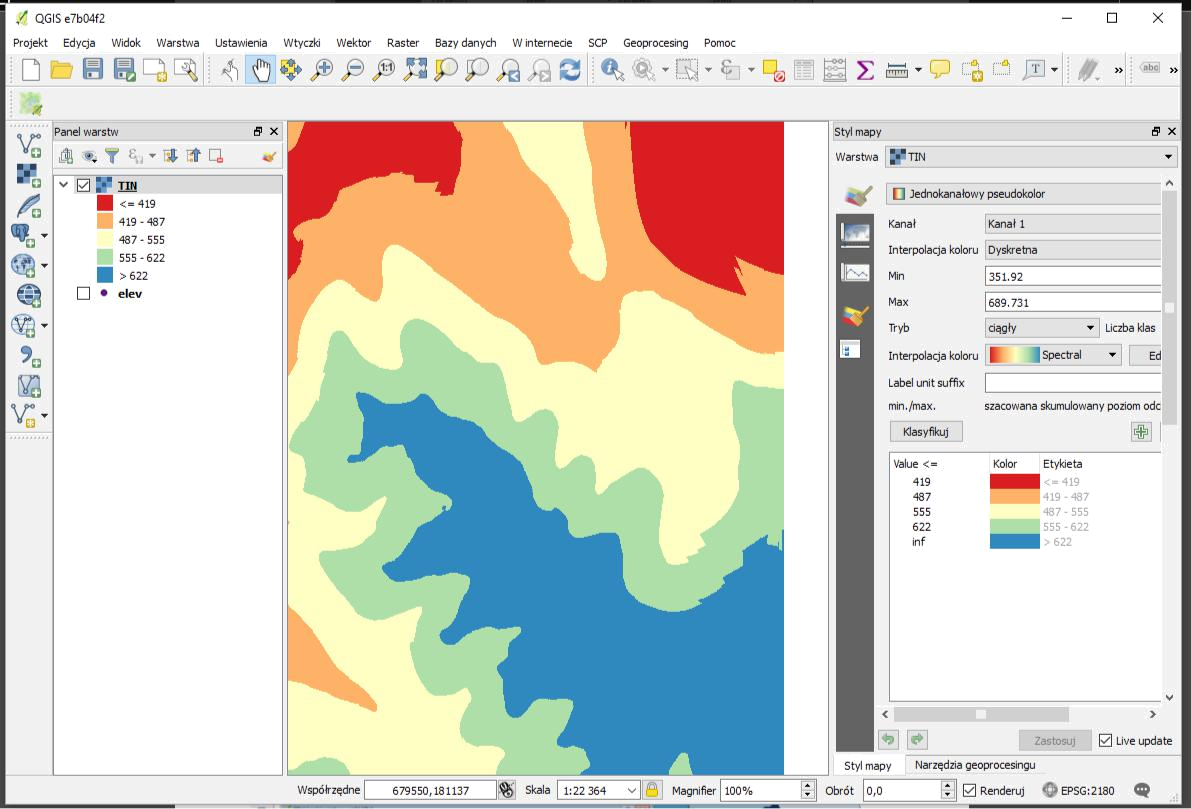 QGIS e7b04f2
Projekt Edycja Widok Warstwa Ustawienia Wtyczki Wektor Raster Bazy danych W internecie SCP Geoprocesing Pomoc
1:1
T
abc
Panel warstw
TIN
<= 419
419 - 487
487 - 555
555 - 622
> 622
elev
Styl mapy
Warstwa TIN
Jednokanałowy pseudokolor
Kanał Kanał 1
Interpolacja koloru Dyskretna
Min 351.92
Max 689.731
Tryb ciągły Liczba klas
Interpolacja koloru Spectral Ed
Label unit suffix
min./max. szacowana skumulowany poziom odc
Klasyfikuj
Value <= Kolor Etykieta
419 <= 419
487 419 - 487
555 487 - 555
622 555 - 622
inf > 622
Zastosuj Live update
Styl mapy Narzędzia geoprocesingu
Współrzędne 679550,181137 Skala 1:22 364 Magnifier 100% Obrót 0,0 Renderuj EPSG:2180